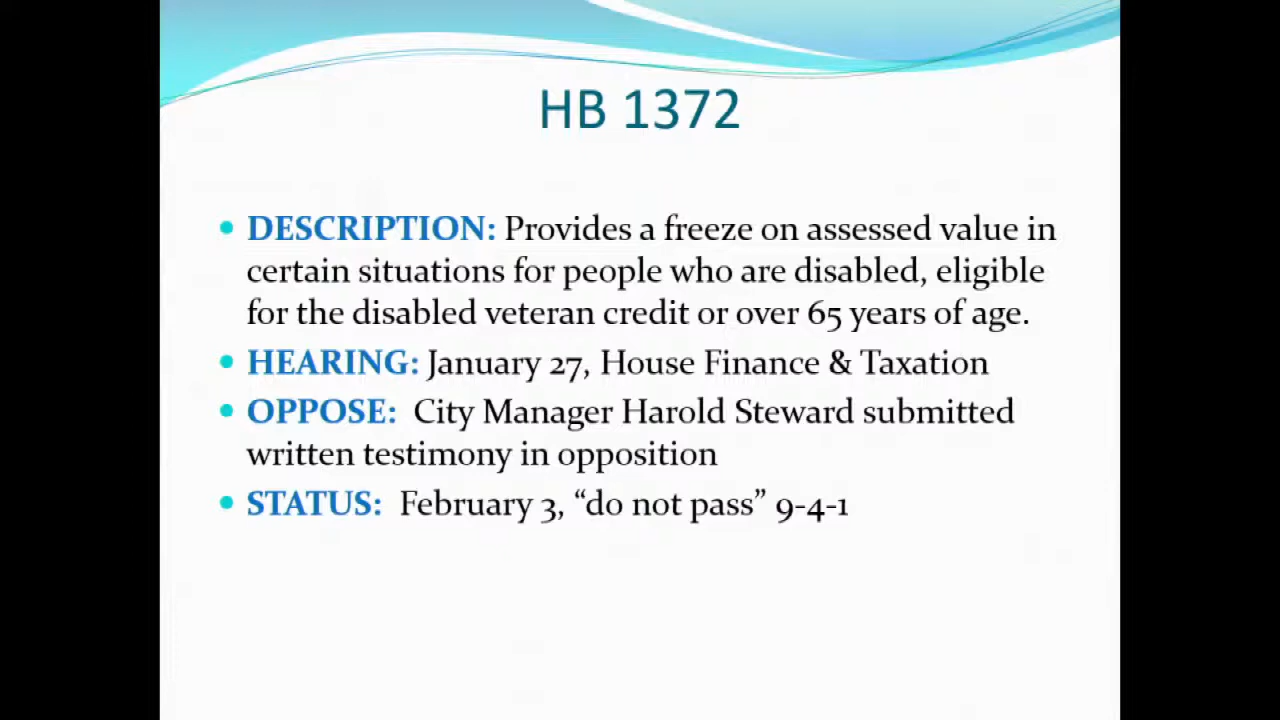 HB 1372
• DESCRIPTION: Provides a freeze on assessed value in
certain situations for people who are disabled, eligible
for the disabled veteran credit or over 65 years of age.
• HEARING: January 27, House Finance & Taxation
• OPPOSE: City Manager Harold Steward submitted
written testimony in opposition
• STATUS: February 3, “do not pass” 9-4-1